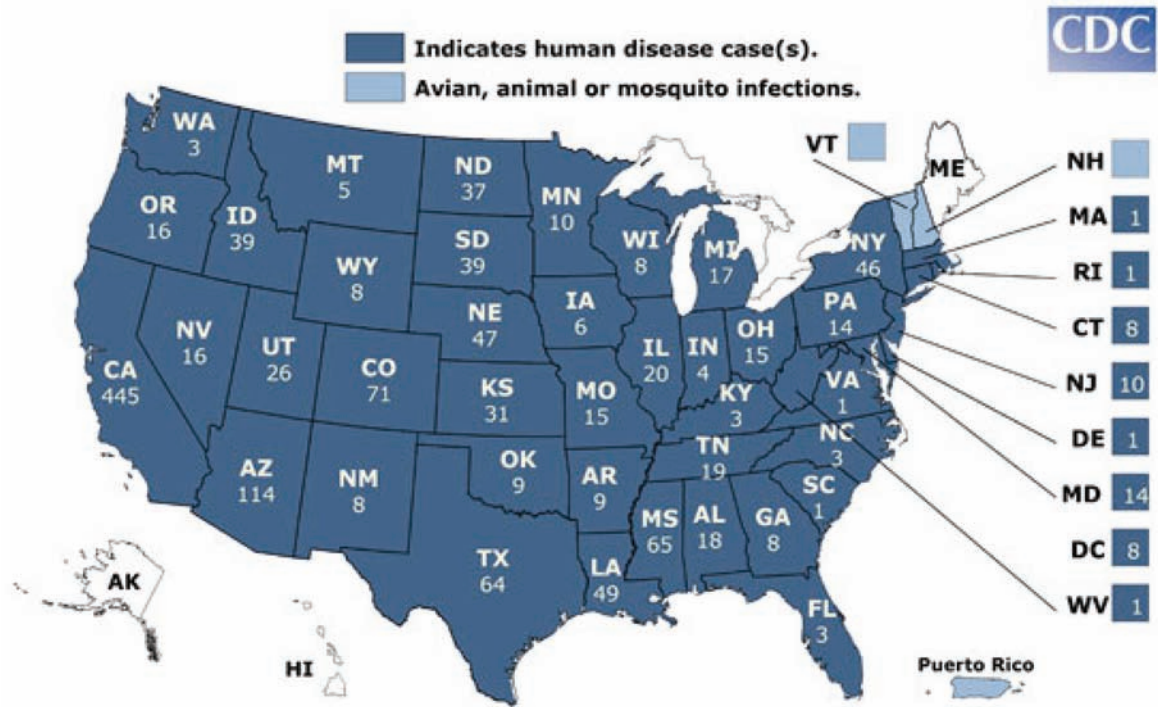 CDC
Indicates human disease case(s).
Avian, animal or mosquito infections.
WA
3
MT
5
ND
37
MN
10
VT
ME
NH
OR
16
ID
39
SD
39
WI
8
MI
17
NY
46
MA 1
WY
8
RI 1
NE
47
IA
6
PA
14
CT 8
NV
16
UT
26
CO
71
IL
20
IN
4
OH
15
CA
445
KS
31
MO
15
KY
3
VA
1
NJ 10
DE 1
AZ
114
NM
8
OK
9
AR
9
TN
19
NC
3
SC
1
MD 14
MS
65
AL
18
GA
8
DC 8
TX
64
LA
49
AK
WV 1
FL
3
HI
Puerto Rico